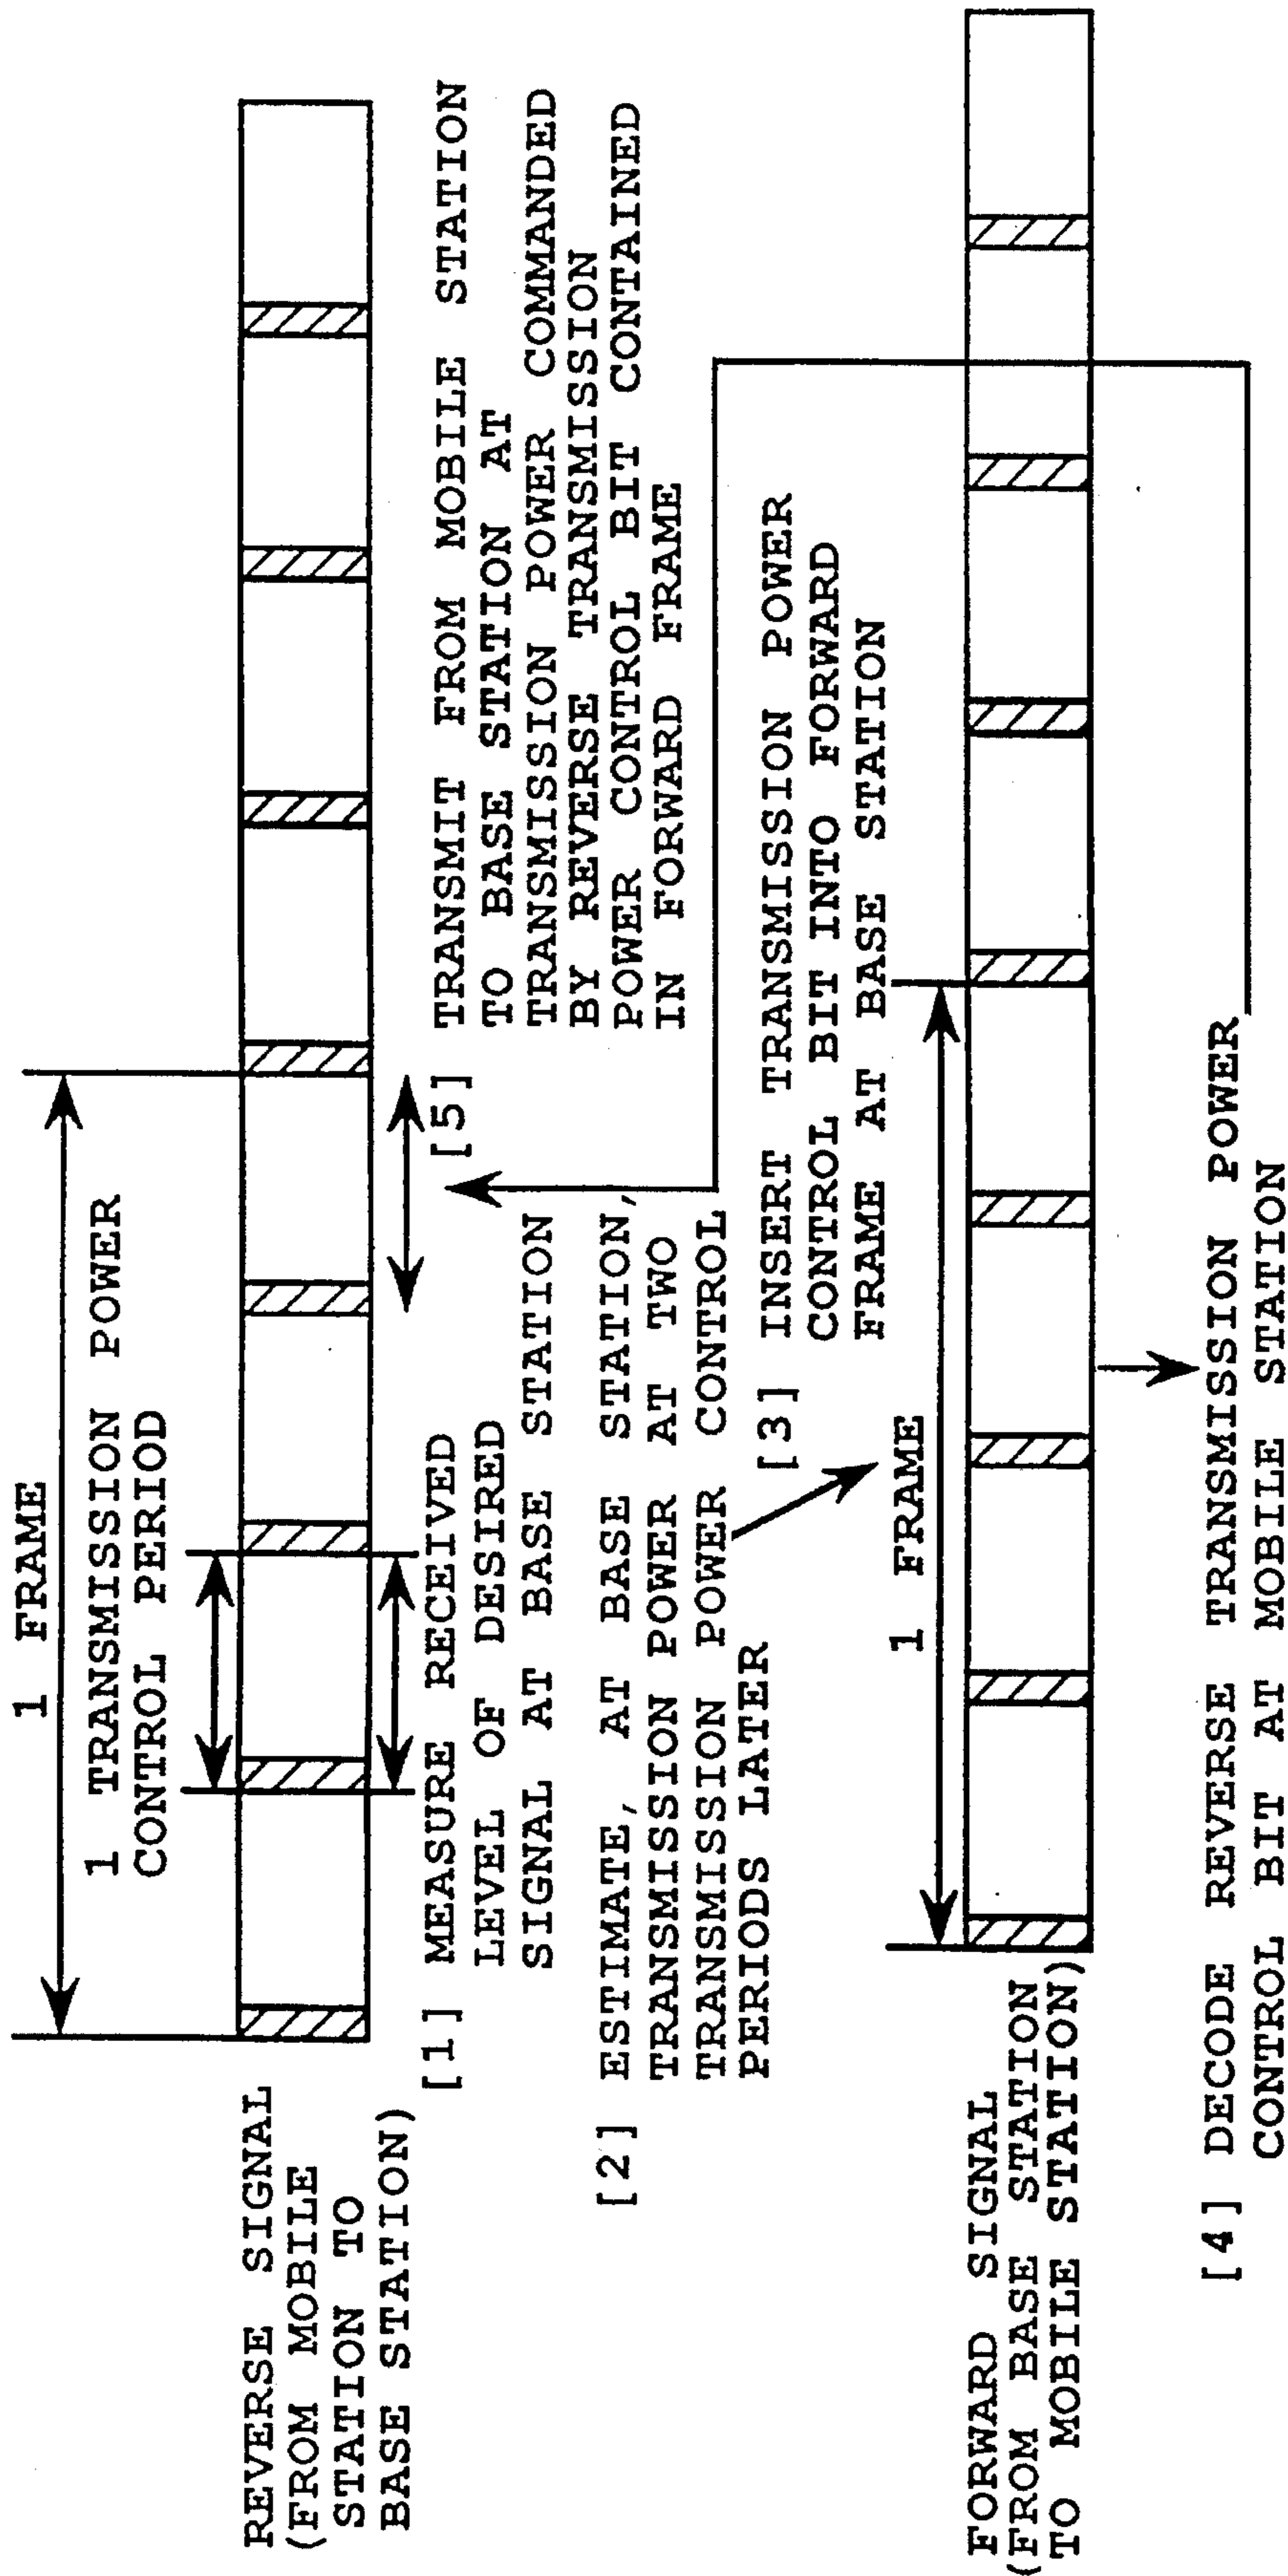 1 FRAME
1 TRANSMISSION POWER
CONTROL PERIOD
REVERSE SIGNAL
(FROM MOBILE
STATION TO
BASE STATION)
[1] MEASURE RECEIVED
LEVEL OF DESIRED
SIGNAL AT BASE STATION
[2] ESTIMATE, AT BASE STATION,
TRANSMISSION POWER AT TWO
TRANSMISSION POWER CONTROL
PERIODS LATER
[5] TRANSMIT FROM MOBILE STATION
TO BASE STATION AT
TRANSMISSION POWER COMMANDED
BY REVERSE TRANSMISSION
POWER CONTROL BIT CONTAINED
IN FORWARD FRAME
[3] INSERT TRANSMISSION POWER
CONTROL BIT INTO FORWARD
FRAME AT BASE STATION
1 FRAME
FORWARD SIGNAL
(FROM BASE STATION
TO MOBILE STATION)
[4] DECODE REVERSE TRANSMISSION POWER
CONTROL BIT AT MOBILE STATION